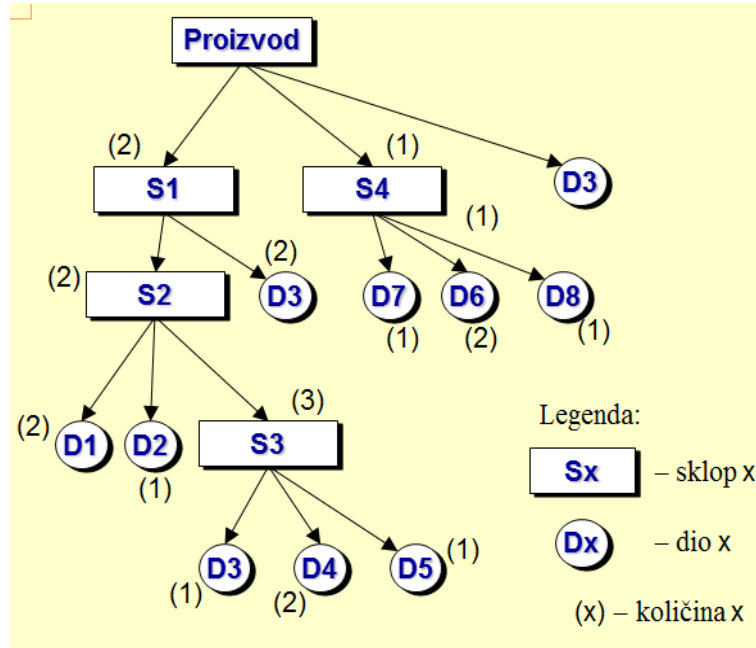 Proizvod
(2)
(1)
S1
S4
D3
(1)
(2)
(2)
S2
D3
D7
D6
D8
(1)
(2)
(1)
(3)
(2)
D1
D2
S3
(1)
Legenda:
Sx – sklop x
D3
D4
D5
(1)
(1)
(2)
Dx – dio x
(x) – količina x